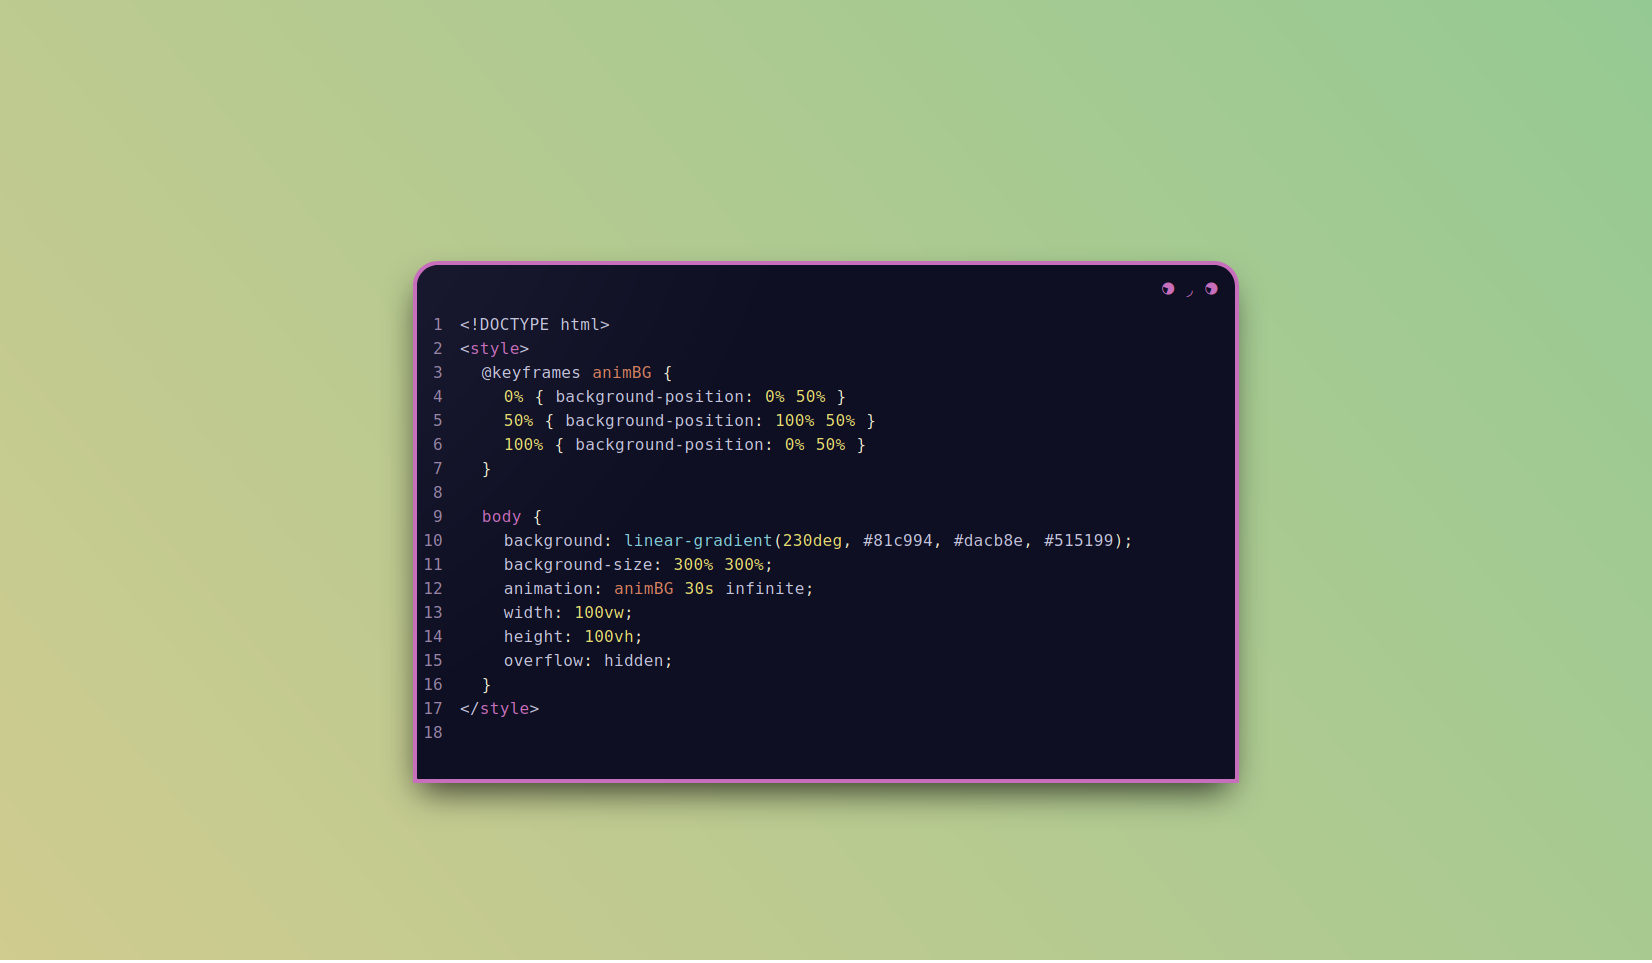 ◕ ◞ ◕
1 <!DOCTYPE html>
2 <style>
3 @keyframes animBG {
4 0% { background-position: 0% 50% }
5 50% { background-position: 100% 50% }
6 100% { background-position: 0% 50% }
7 }
8
9 body {
10 background: linear-gradient(230deg, #81c994, #dacb8e, #515199);
11 background-size: 300% 300%;
12 animation: animBG 30s infinite;
13 width: 100vw;
14 height: 100vh;
15 overflow: hidden;
16 }
17 </style>
18